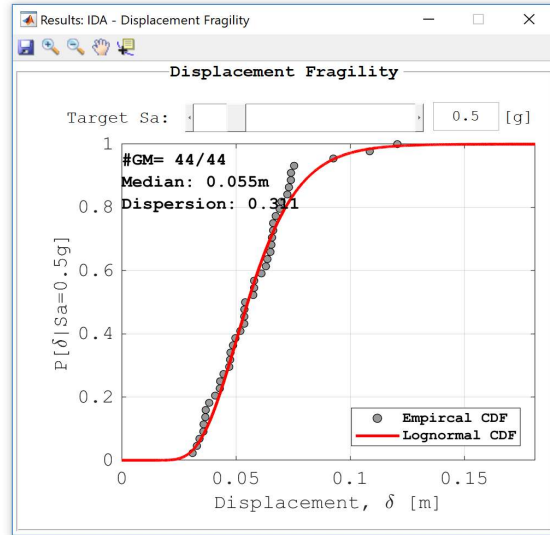 Results: IDA - Displacement Fragility
Displacement Fragility
Target Sa: 0.5 [g]
#GM= 44/44
Median: 0.055m
Dispersion: 0.311
1
0.8
0.6
0.4
0.2
0
P[δ|Sa=0.5g]
Empircal CDF
Lognormal CDF
0 0.05 0.1 0.15
Displacement, δ [m]